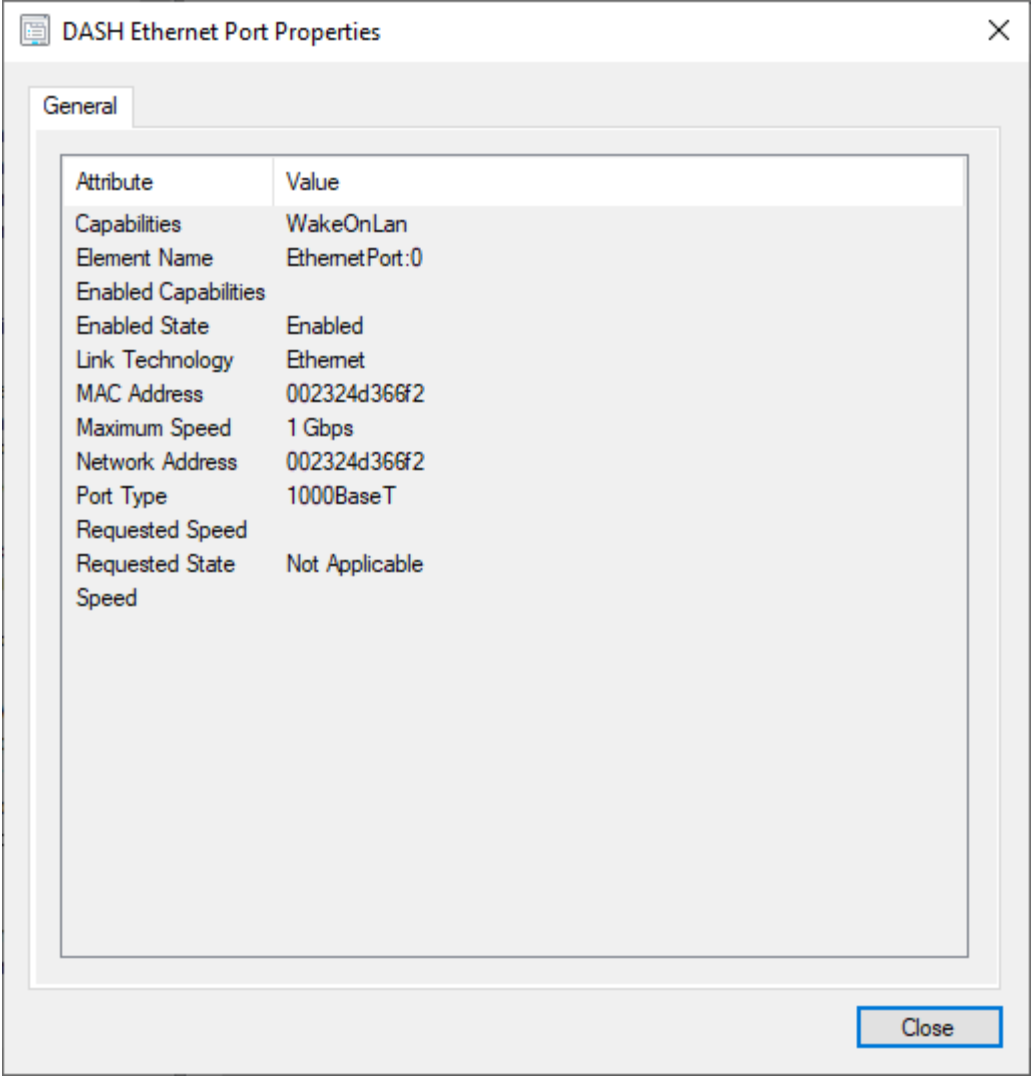 DASH Ethernet Port Properties
General
Attribute Value
Capabilities WakeOnLan
Element Name EthernetPort:0
Enabled Capabilities
Enabled State Enabled
Link Technology Ethernet
MAC Address 002324d366f2
Maximum Speed 1 Gbps
Network Address 002324d366f2
Port Type 1000BaseT
Requested Speed
Requested State Not Applicable
Speed
Close